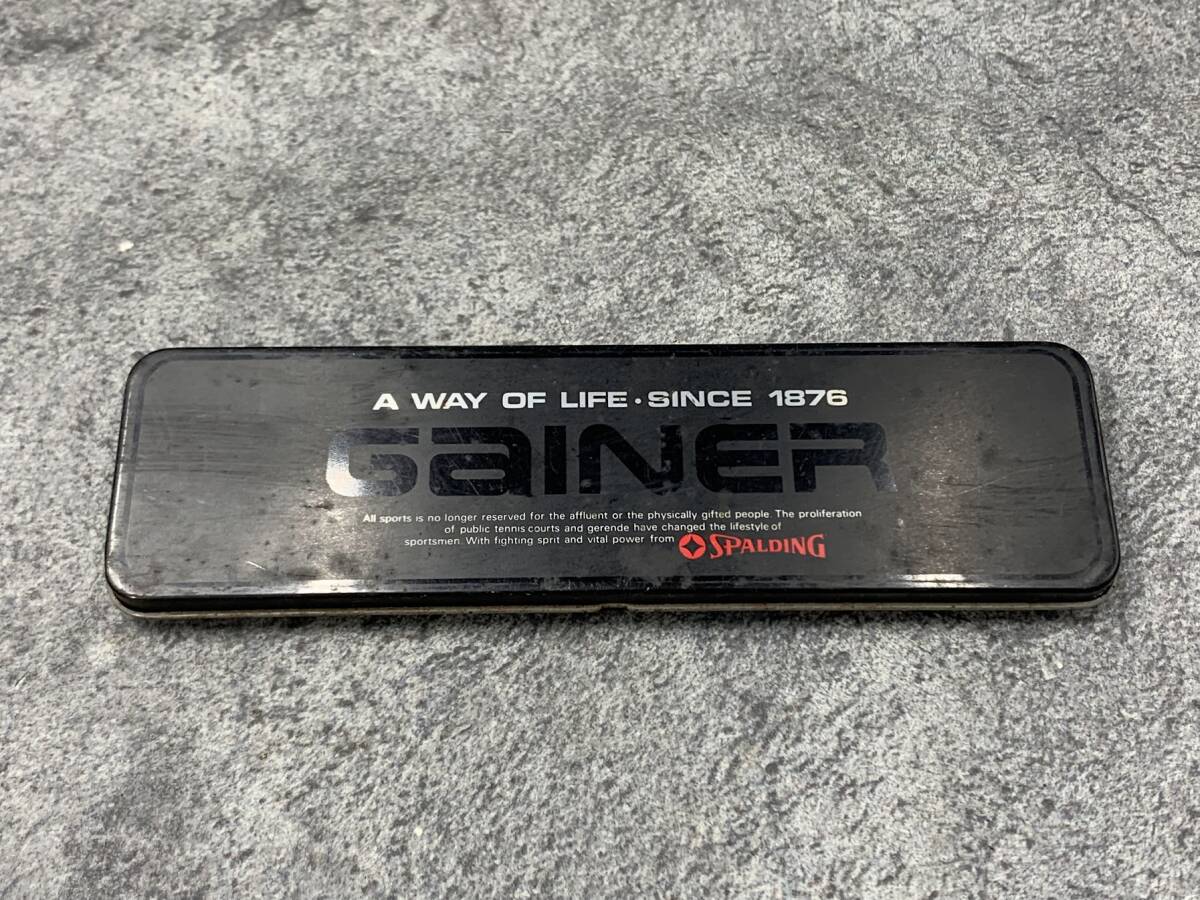 A WAY OF LIFE • SINCE 1876
GaINER
All sports is no longer reserved for the affluent or the physically gifted people. The proliferation
of public tennis courts and gerende have changed the lifestyle of
sportsmen. With fighting sprit and vital power from SPALDING